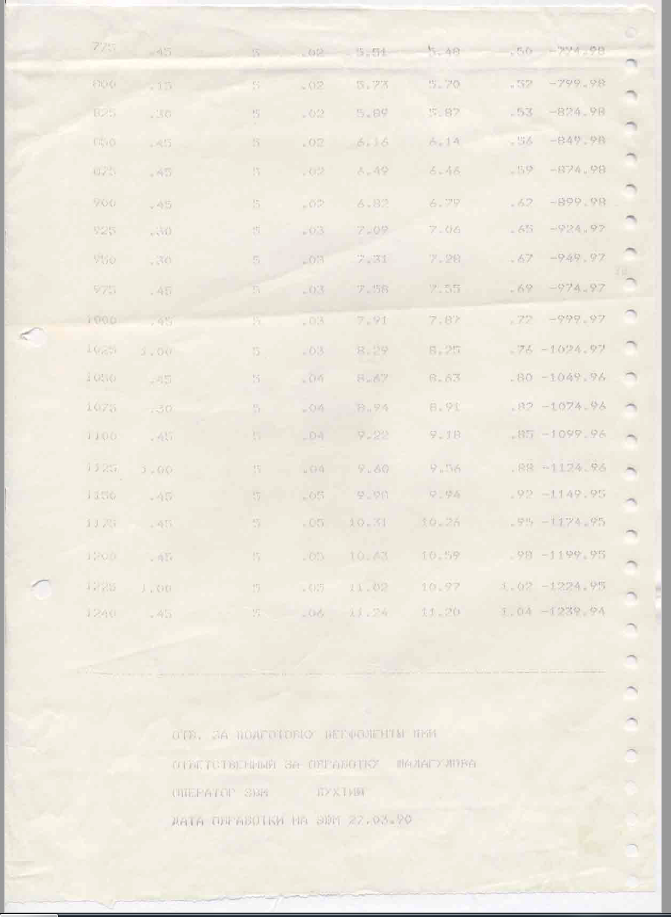 775 .45 5 .02 5.51 5.48 .50 -774.98
800 .15 5 .02 5.73 5.70 .52 -799.98
825 .30 5 .02 5.89 5.87 .53 -824.98
850 .45 5 .02 6.16 6.14 .56 -849.98
875 .45 5 .02 6.49 6.46 .59 -874.98
900 .45 5 .02 6.82 6.79 .62 -899.98
925 .30 5 .03 7.09 7.06 .65 -924.97
950 .30 5 .03 7.31 7.28 .67 -949.97
975 .45 5 .03 7.58 7.55 .69 -974.97
1000 .45 5 .03 7.91 7.87 .72 -999.97
1025 1.00 5 .03 8.29 8.25 .76 -1024.97
1050 .45 5 .04 8.67 8.63 .80 -1049.96
1075 .30 5 .04 8.94 8.91 .82 -1074.96
1100 .45 5 .04 9.22 9.18 .85 -1099.96
1125 1.00 5 .04 9.60 9.56 .88 -1124.96
1150 .45 5 .05 9.98 9.94 .92 -1149.95
1175 .45 5 .05 10.31 10.26 .95 -1174.95
1200 .45 5 .05 10.63 10.59 .98 -1199.95
1225 1.00 5 .05 11.02 10.97 1.02 -1224.95
1240 .45 5 .06 11.24 11.20 1.04 -1239.94
ОТВ. ЗА ПОДГОТОВКУ
ОТВЕТСТВЕННЫЙ ЗА ОБРАБОТКУ
ОПЕРАТОР ЭВМ
ДАТА ОБРАБОТКИ НА ЭВМ 27.03.90